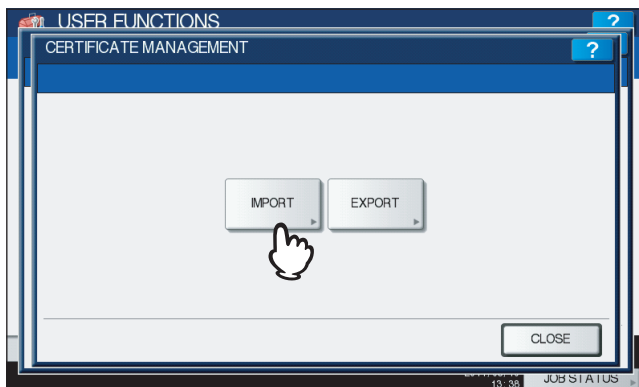 USER FUNCTIONS
?
CERTIFICATE MANAGEMENT
?
IMPORT
EXPORT
CLOSE
13:38
JOB STATUS